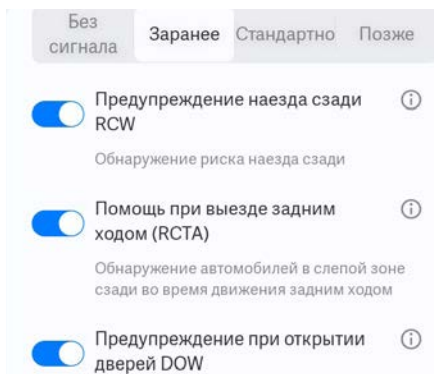 Без сигнала Заранее Стандартно Позже
Предупреждение наезда сзади
RCW
Обнаружение риска наезда сзади
Помощь при выезде задним
ходом (RCTA)
Обнаружение автомобилей в слепой зоне
сзади во время движения задним ходом
Предупреждение при открытии
дверей DOW